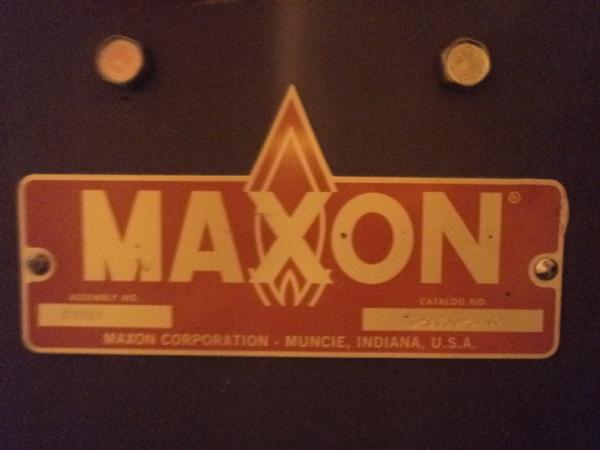 MAXON®
ASSEMBLY NO.
CATALOG NO.
MAXON CORPORATION - MUNCIE, INDIANA, U.S.A.